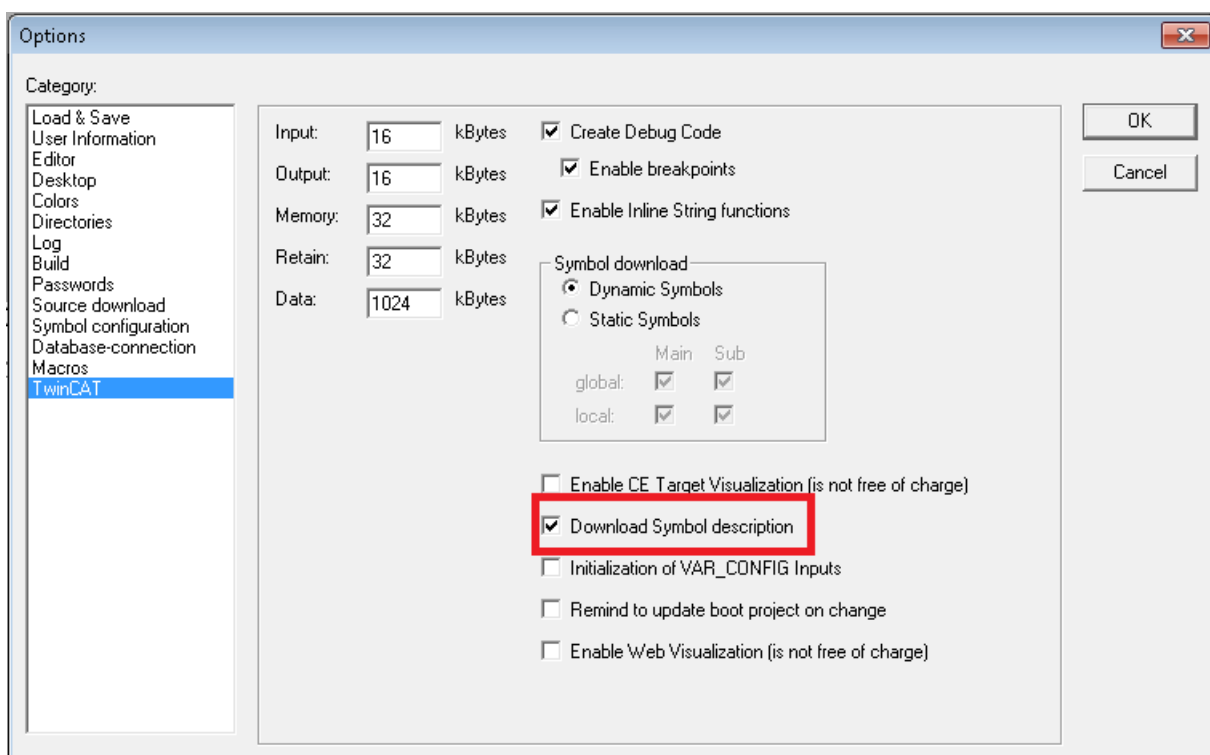 Options
Category:
Load & Save
User Information
Editor
Desktop
Colors
Directories
Log
Build
Passwords
Source download
Symbol configuration
Database-connection
Macros
TwinCAT
Input: 16 kBytes
Output: 16 kBytes
Memory: 32 kBytes
Retain: 32 kBytes
Data: 1024 kBytes
Create Debug Code
Enable breakpoints
Enable Inline String functions
Symbol download
Dynamic Symbols
Static Symbols
Main Sub
global:
local:
Enable CE Target Visualization (is not free of charge)
Download Symbol description
Initialization of VAR_CONFIG Inputs
Remind to update boot project on change
Enable Web Visualization (is not free of charge)
OK
Cancel